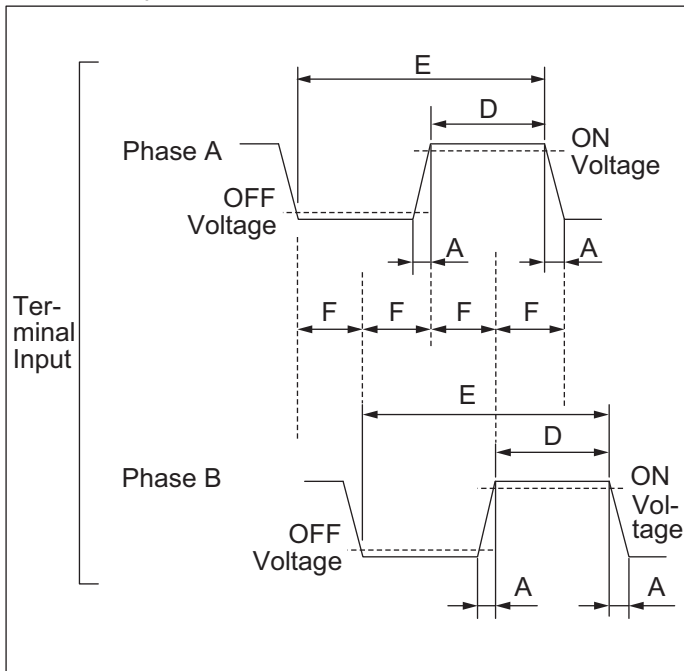 E
D
Phase A
ON
Voltage
OFF
Voltage
A
A
F
F
F
F
Ter-
minal
Input
E
D
Phase B
ON
Vol-
tage
OFF
Voltage
A
A